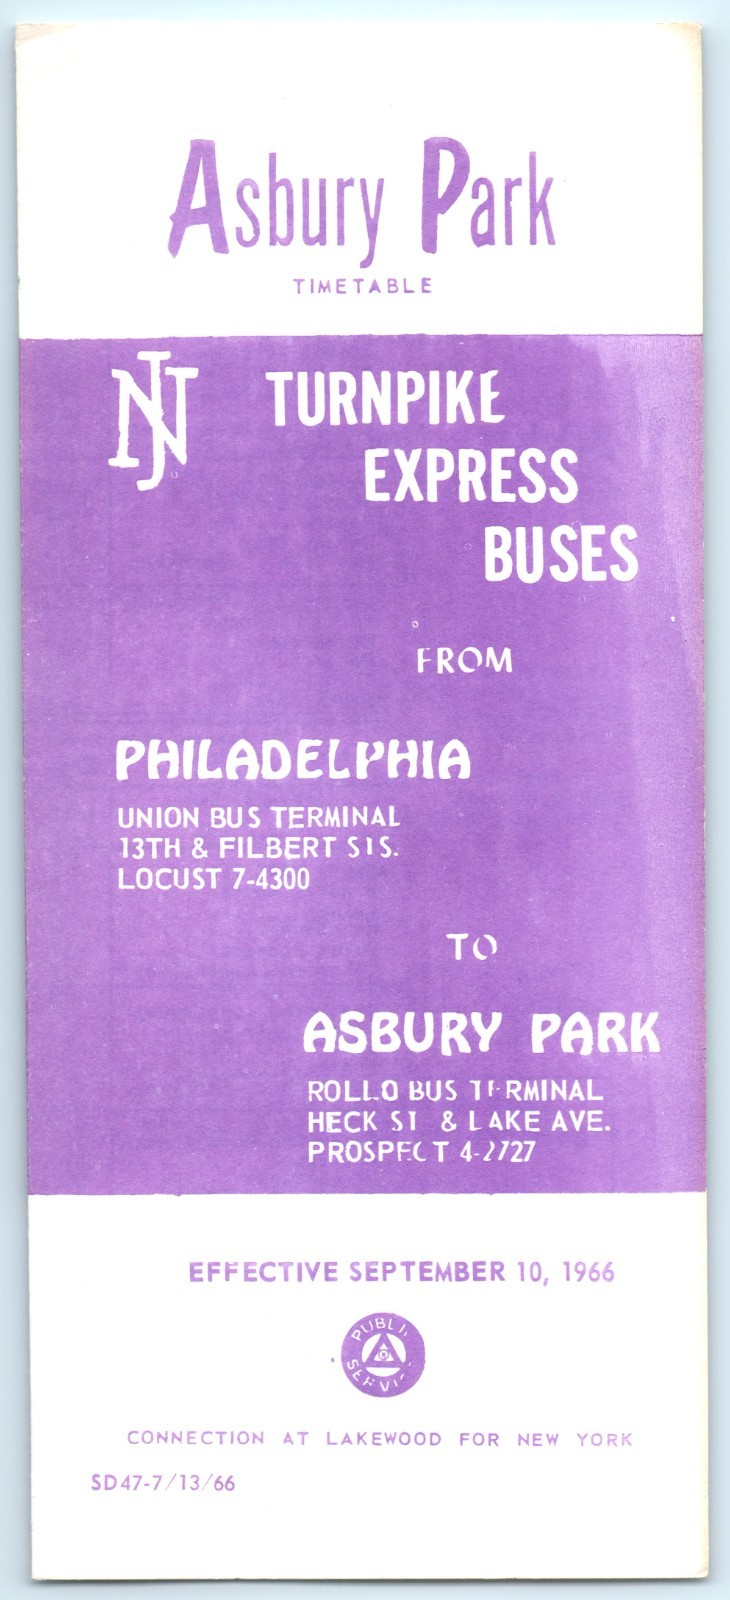 Asbury Park
TIMETABLE
NJ
TURNPIKE
EXPRESS
BUSES
FROM
PHILADELPHIA
UNION BUS TERMINAL
13TH & FILBERT STS.
LOCUST 7-4300
TO
ASBURY PARK
ROLLO BUS TERMINAL
HECK ST & LAKE AVE.
PROSPECT 4-2727
EFFECTIVE SEPTEMBER 10, 1966
PUBLIC
SERVICE
CONNECTION AT LAKEWOOD FOR NEW YORK
SD47-7/13/66